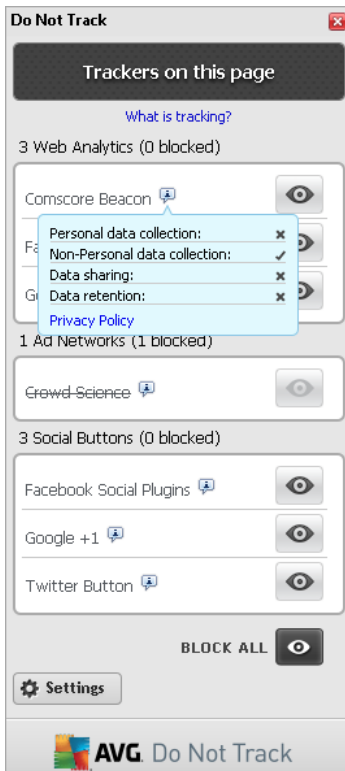 Do Not Track
Trackers on this page
What is tracking?
3 Web Analytics (0 blocked)
Comscore Beacon
Personal data collection:
Non-Personal data collection:
Data sharing:
Data retention:
Privacy Policy
1 Ad Networks (1 blocked)
Crowd Science
3 Social Buttons (0 blocked)
Facebook Social Plugins
Google +1
Twitter Button
BLOCK ALL
Settings
AVG. Do Not Track